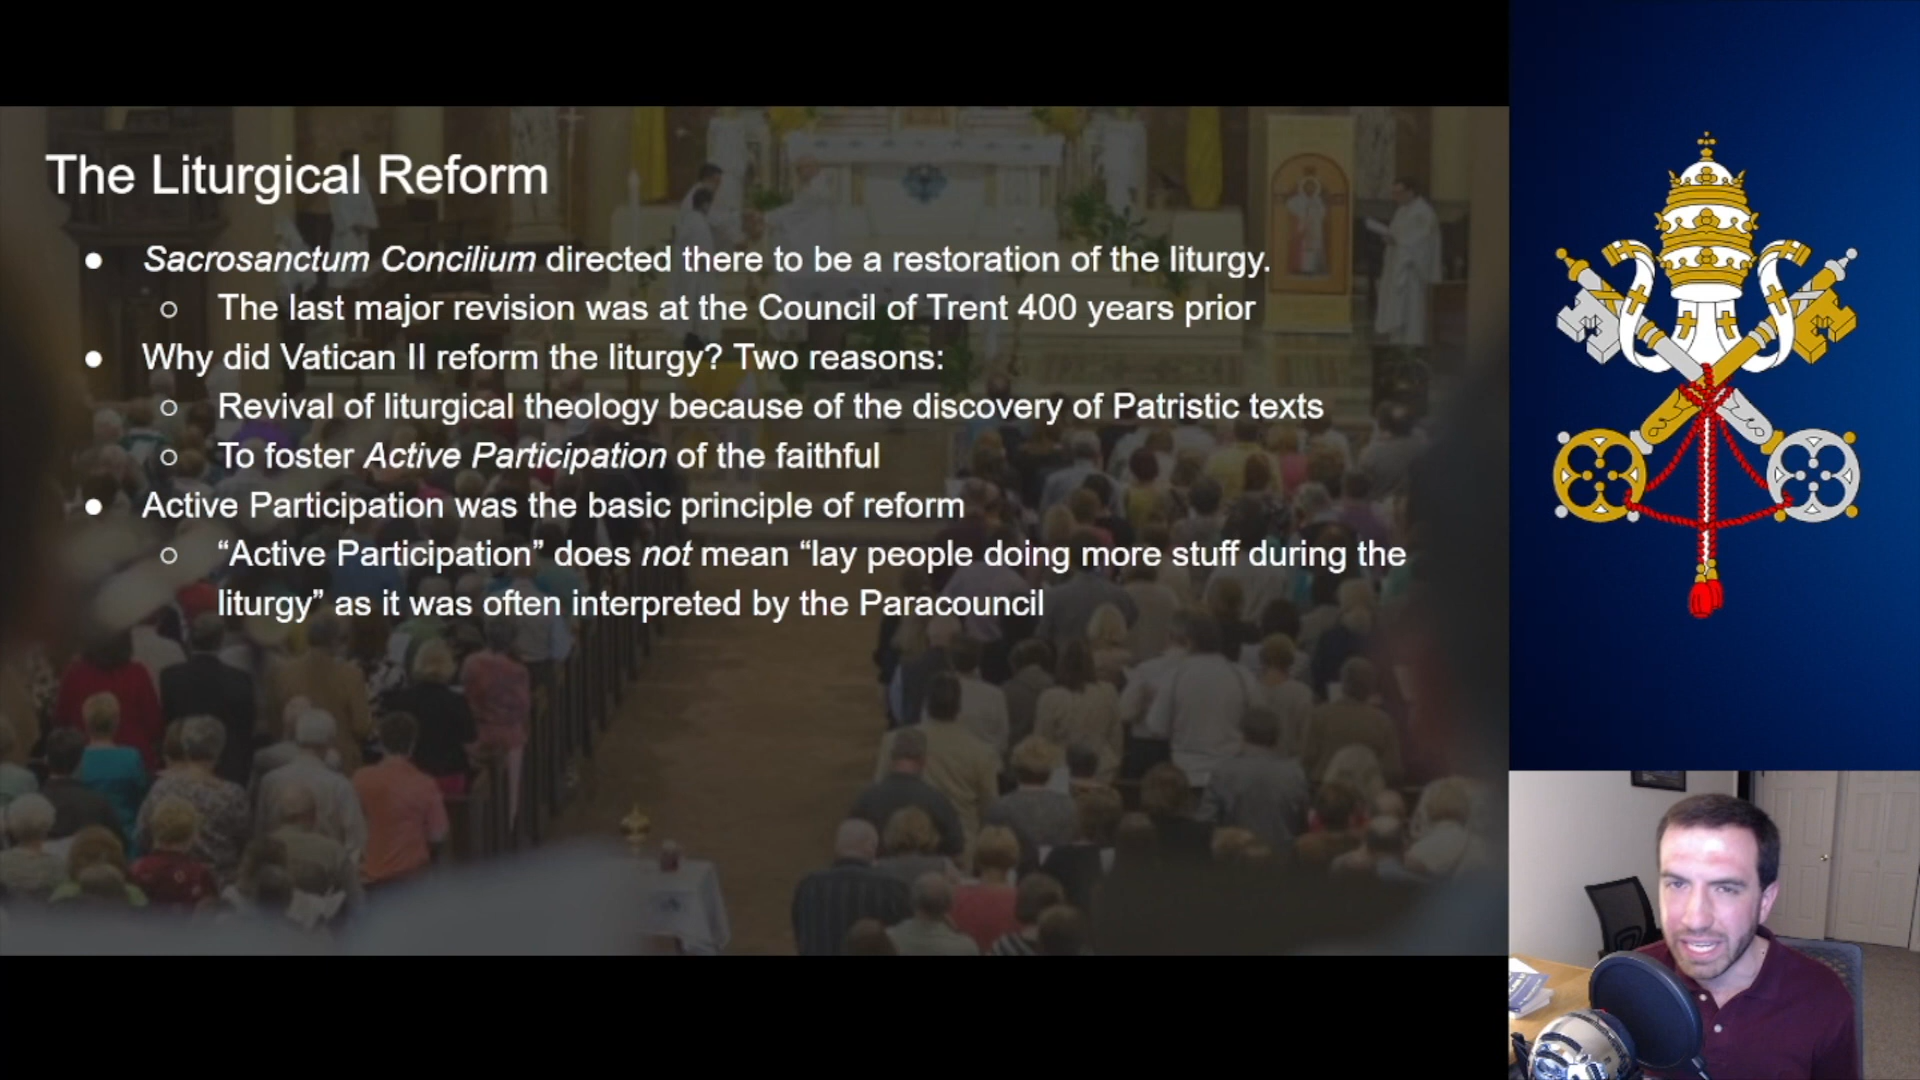 The Liturgical Reform
● Sacrosanctum Concilium directed there to be a restoration of the liturgy.
○ The last major revision was at the Council of Trent 400 years prior
● Why did Vatican II reform the liturgy? Two reasons:
○ Revival of liturgical theology because of the discovery of Patristic texts
○ To foster Active Participation of the faithful
● Active Participation was the basic principle of reform
○ “Active Participation” does not mean “lay people doing more stuff during the
liturgy” as it was often interpreted by the Paracouncil